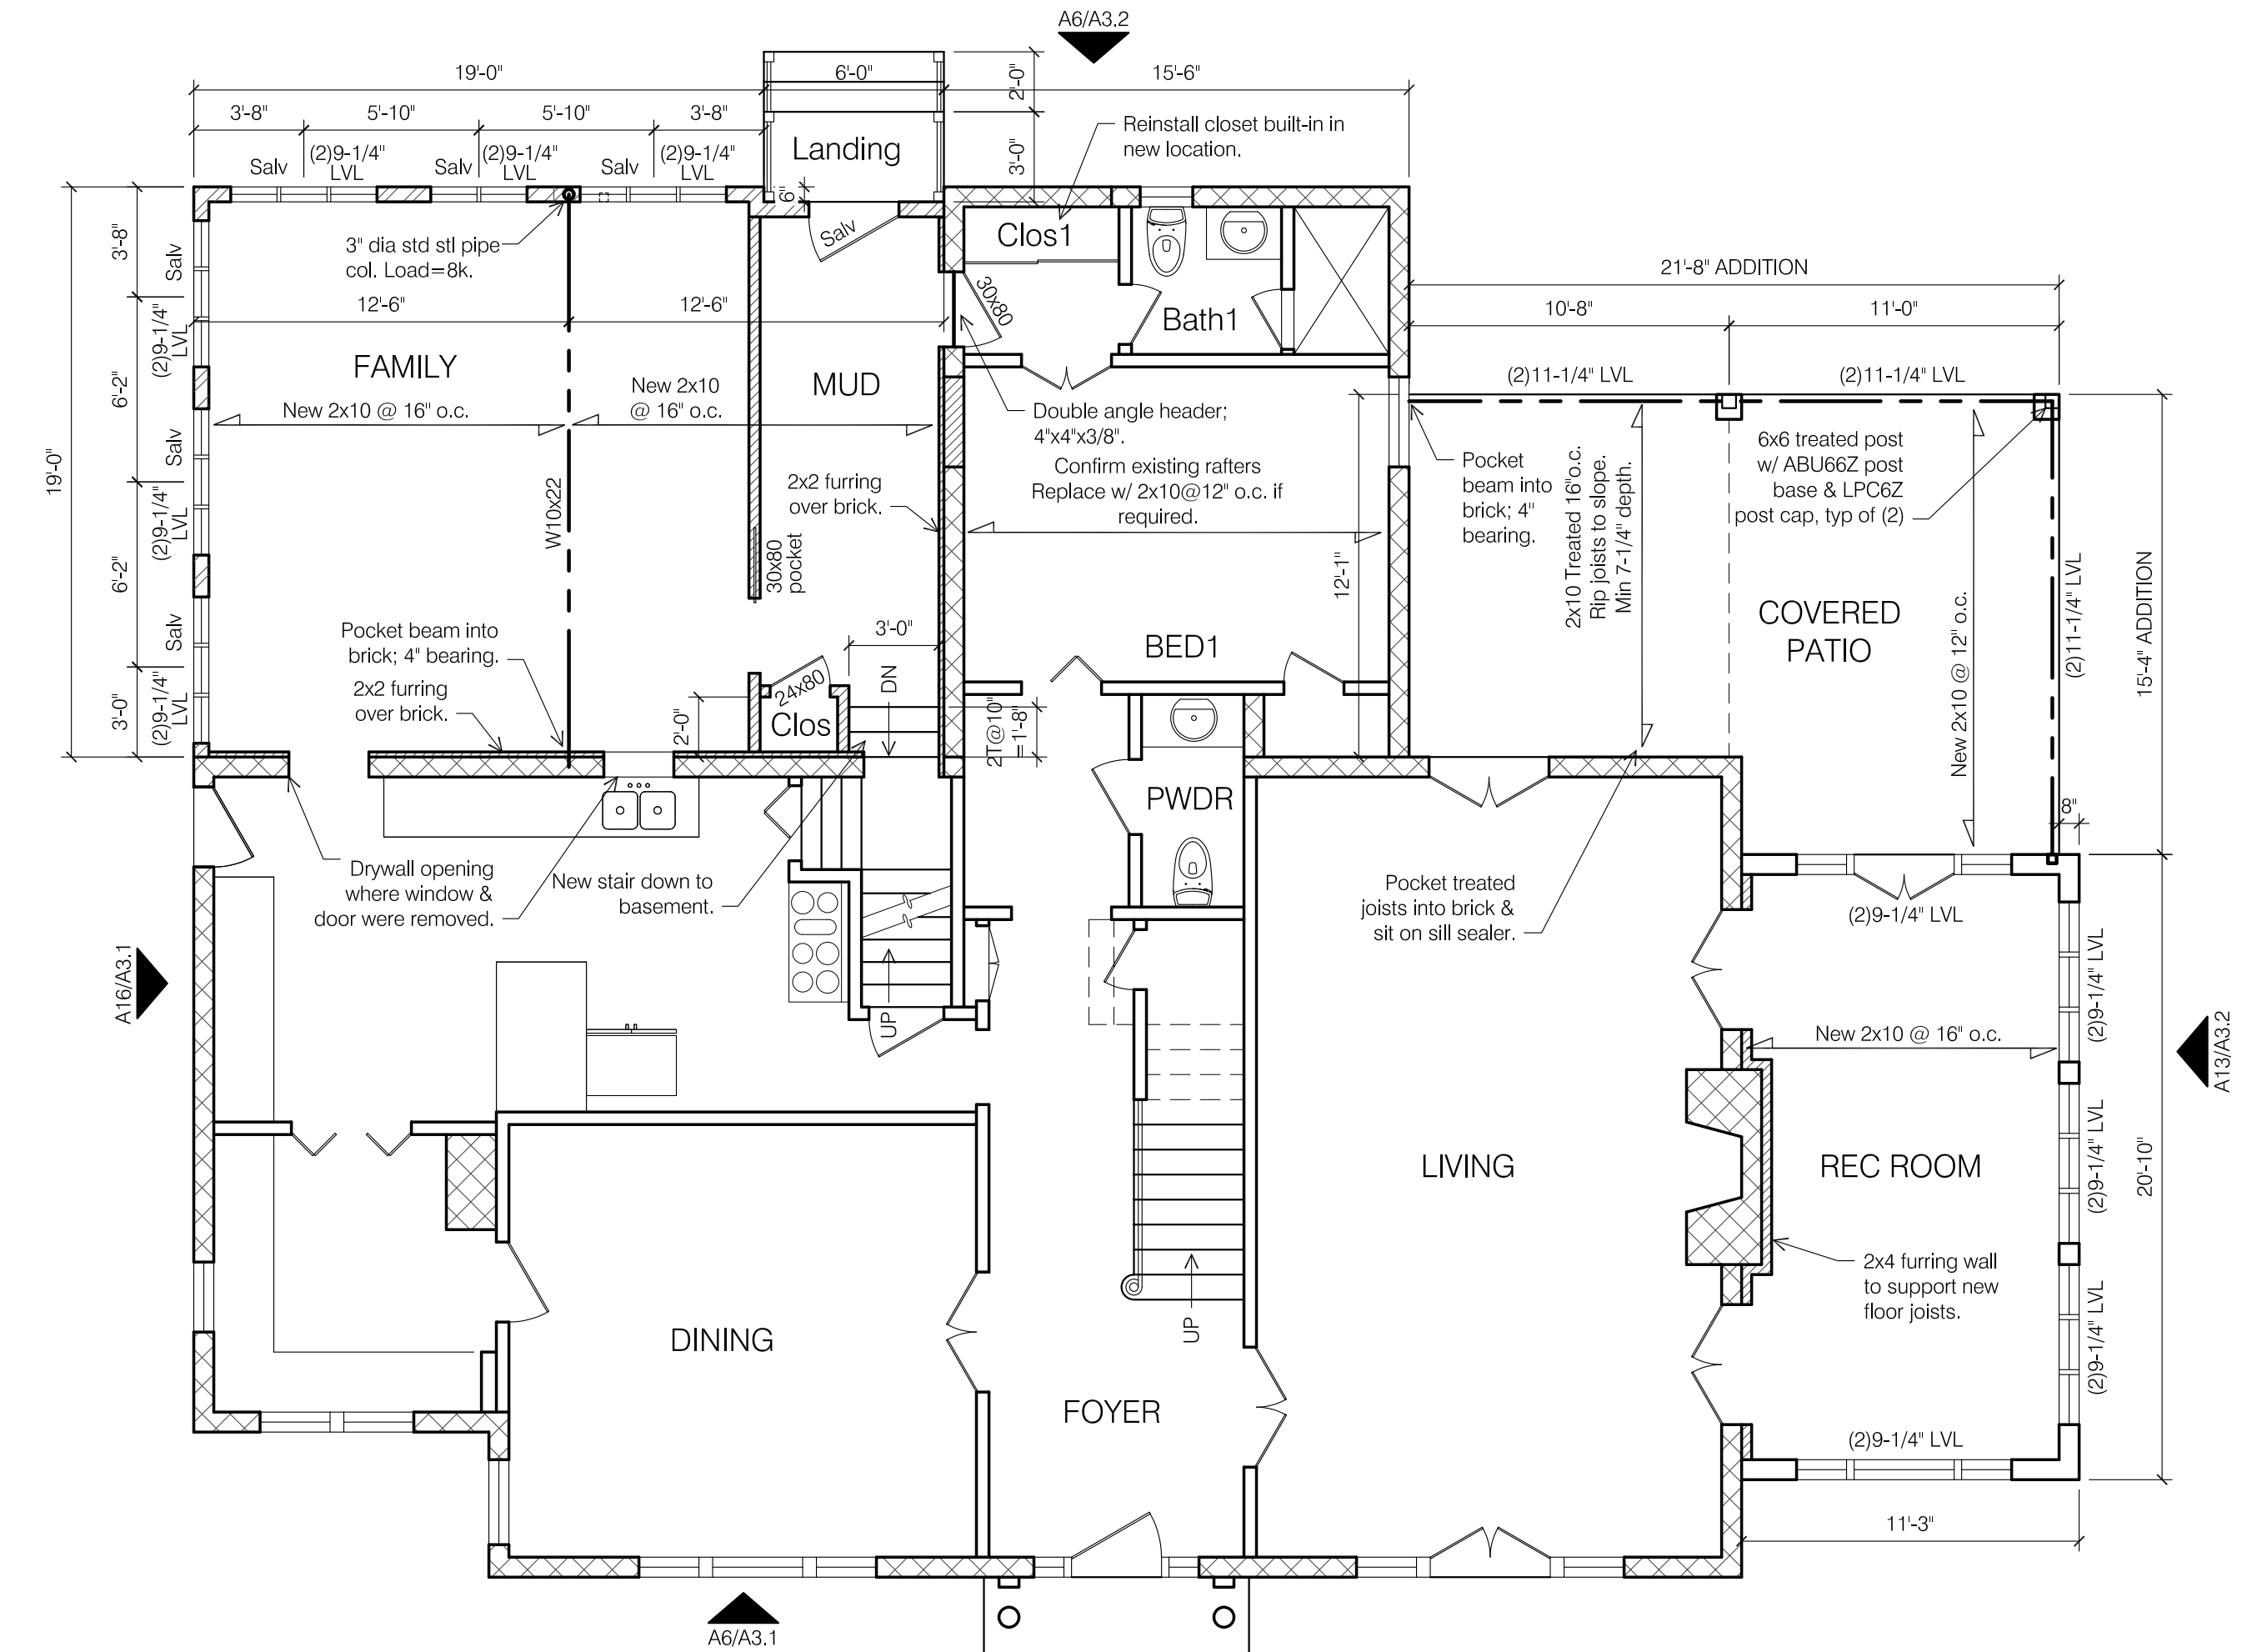 A6/A3.2
19'-0"
6'-0"
15'-6"
2'-0"
3'-8"
5'-10"
5'-10"
3'-8"
3'-0"
Reinstall closet built-in in
new location.
Landing
Salv
(2)9-1/4"
LVL
Salv
(2)9-1/4"
LVL
Salv
(2)9-1/4"
LVL
6"
Salv
Clos1
3" dia std stl pipe
col. Load=8k.
12'-6"
12'-6"
30x80
Bath1
21'-8" ADDITION
10'-8"
11'-0"
(2)11-1/4" LVL
(2)11-1/4" LVL
19'-0"
3'-8"
6'-2"
6'-2"
3'-0"
Salv
(2)9-1/4"
LVL
Salv
(2)9-1/4"
LVL
Salv
(2)9-1/4"
LVL
FAMILY
New 2x10 @ 16" o.c.
New 2x10
@ 16" o.c.
MUD
W10x22
2x2 furring
over brick.
30x80
pocket
Double angle header;
4"x4"x3/8".
Confirm existing rafters
Replace w/ 2x10@12" o.c. if
required.
12'-1"
Pocket
beam into
brick; 4"
bearing.
2x10 Treated 16"o.c.
Rip joists to slope.
Min 7-1/4" depth.
6x6 treated post
w/ ABU66Z post
base & LPC6Z
post cap, typ of (2)
COVERED
PATIO
New 2x10 @ 12" o.c.
(2)11-1/4" LVL
15'-4" ADDITION
Pocket beam into
brick; 4" bearing.
2x2 furring
over brick.
3'-0"
BED1
2'-0"
24x80
Clos
DN
2T@10"
=1'-8"
PWDR
8"
Drywall opening
where window &
door were removed.
New stair down to
basement.
Pocket treated
joists into brick &
sit on sill sealer.
(2)9-1/4" LVL
(2)9-1/4" LVL
A16/A3.1
UP
New 2x10 @ 16" o.c.
A13/A3.2
LIVING
REC ROOM
(2)9-1/4" LVL
20'-10"
2x4 furring wall
to support new
floor joists.
(2)9-1/4" LVL
DINING
UP
FOYER
(2)9-1/4" LVL
11'-3"
A6/A3.1